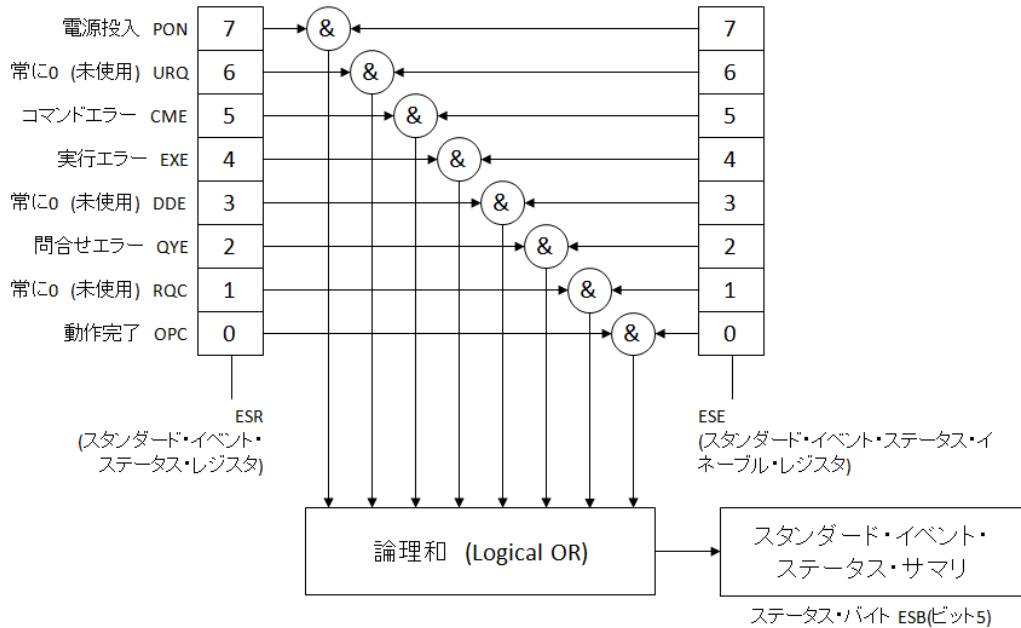 電源投入 PON 7 & 7
常に0 (未使用) URQ 6 & 6
コマンドエラー CME 5 & 5
実行エラー EXE 4 & 4
常に0 (未使用) DDE 3 & 3
問合せエラー QYE 2 & 2
常に0 (未使用) RQC 1 & 1
動作完了 OPC 0 & 0
ESR
(スタンダード・イベント・
ステータス・レジスタ)
ESE
(スタンダード・イベント・ステータス・イ
ネーブル・レジスタ)
論理和 (Logical OR)
スタンダード・イベント・
ステータス・サマリ
ステータス・バイト ESB(ビット5)